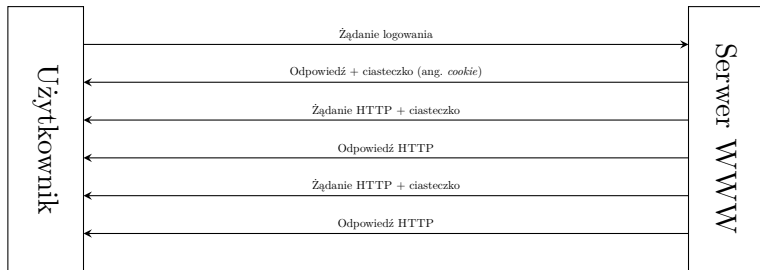 Użytkownik
Żądanie logowania
Odpowiedź + ciasteczko (ang. cookie)
Żądanie HTTP + ciasteczko
Odpowiedź HTTP
Żądanie HTTP + ciasteczko
Odpowiedź HTTP
Serwer WWW